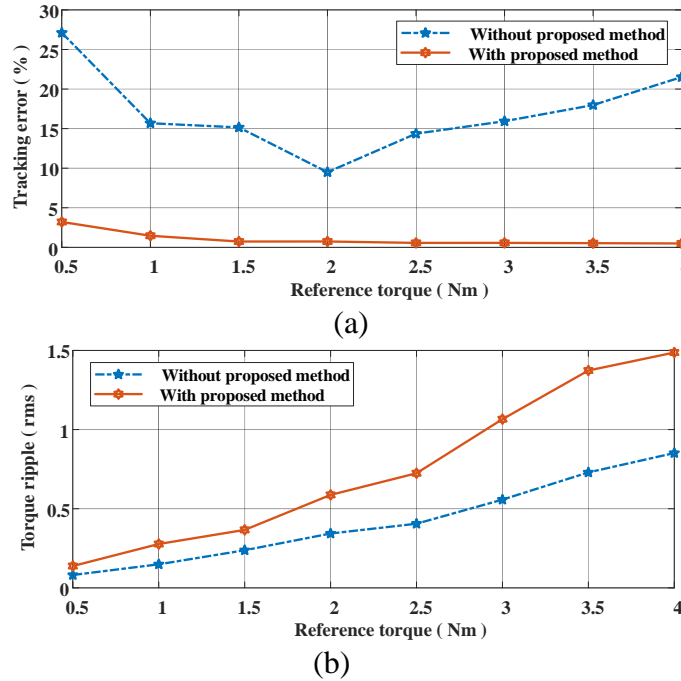 30
25
20
15
10
5
0
Tracking error ( % )
Without proposed method
With proposed method
0.5 1 1.5 2 2.5 3 3.5
Reference torque ( Nm )
(a)
1.5
1
0.5
0
Torque ripple ( rms )
Without proposed method
With proposed method
0.5 1 1.5 2 2.5 3 3.5 4
Reference torque ( Nm )
(b)